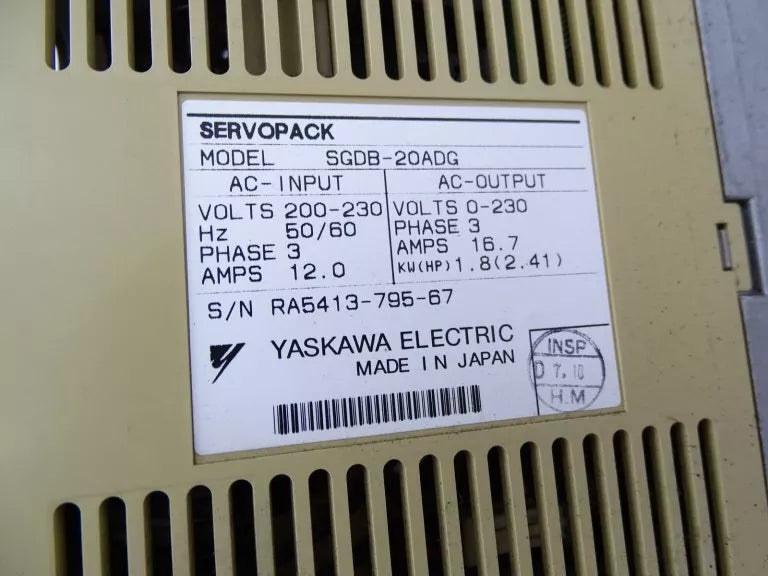 SERVOPACK
MODEL SGDB-20ADG
AC-INPUT AC-OUTPUT
VOLTS 200-230 VOLTS 0-230
Hz 50/60 PHASE 3
PHASE 3 AMPS 16.7
AMPS 12.0 KW(HP) 1.8(2.41)
S/N RA5413-795-67
YASKAWA ELECTRIC
MADE IN JAPAN
INSP
D 7. 10
H.M